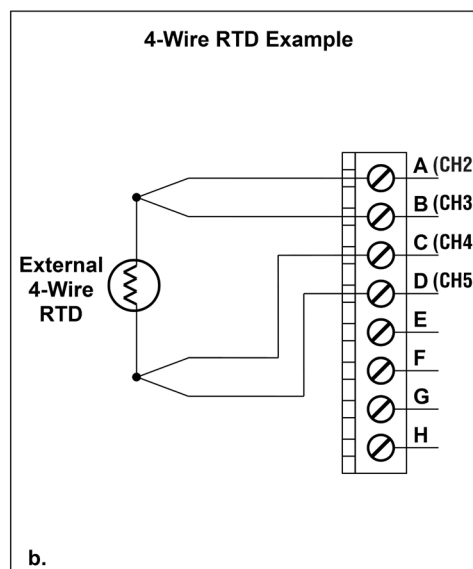 4-Wire RTD Example
A (CH2
B (CH3
C (CH4
D (CH5
E
F
G
H
External
4-Wire
RTD
b.